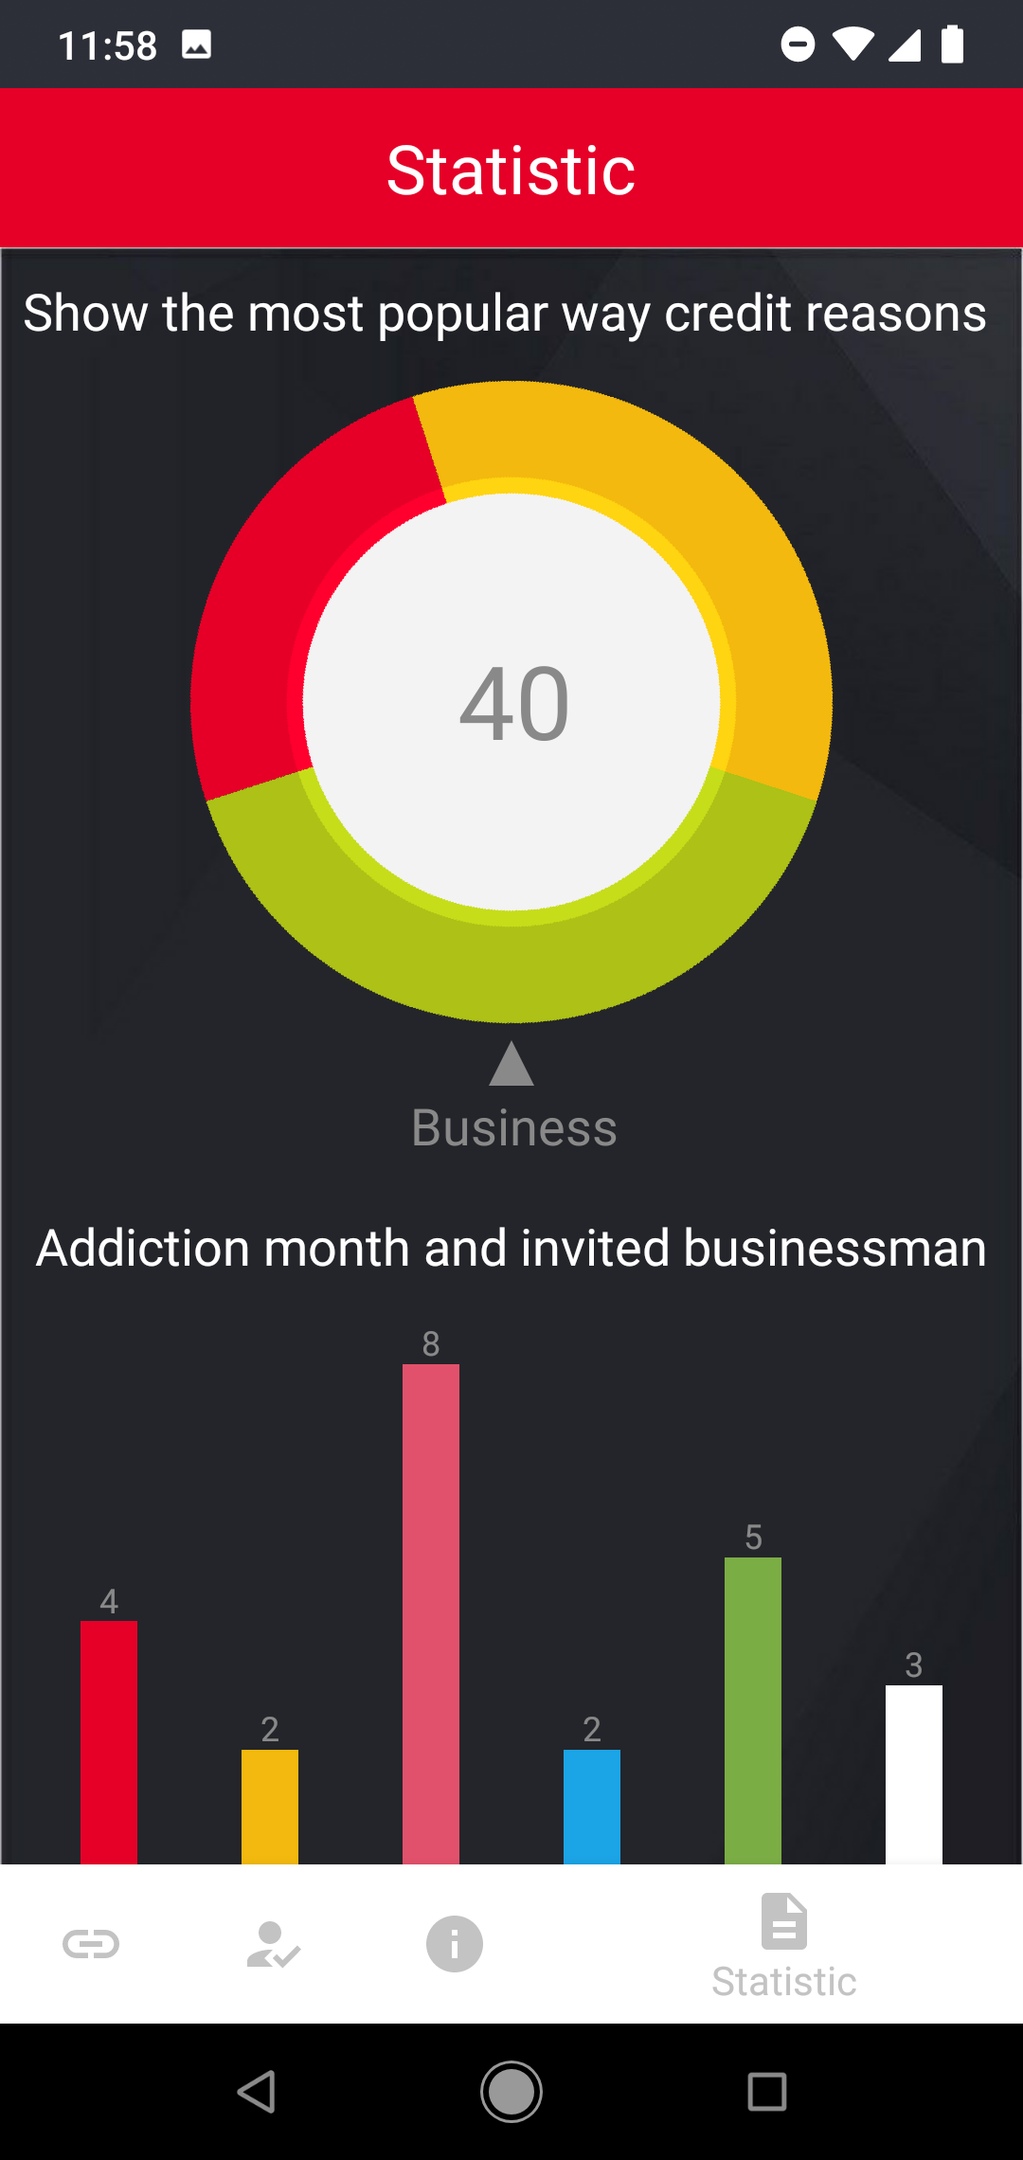 11:58
Statistic
Show the most popular way credit reasons
40
Business
Addiction month and invited businessman
8
5
4
3
2
2
Statistic